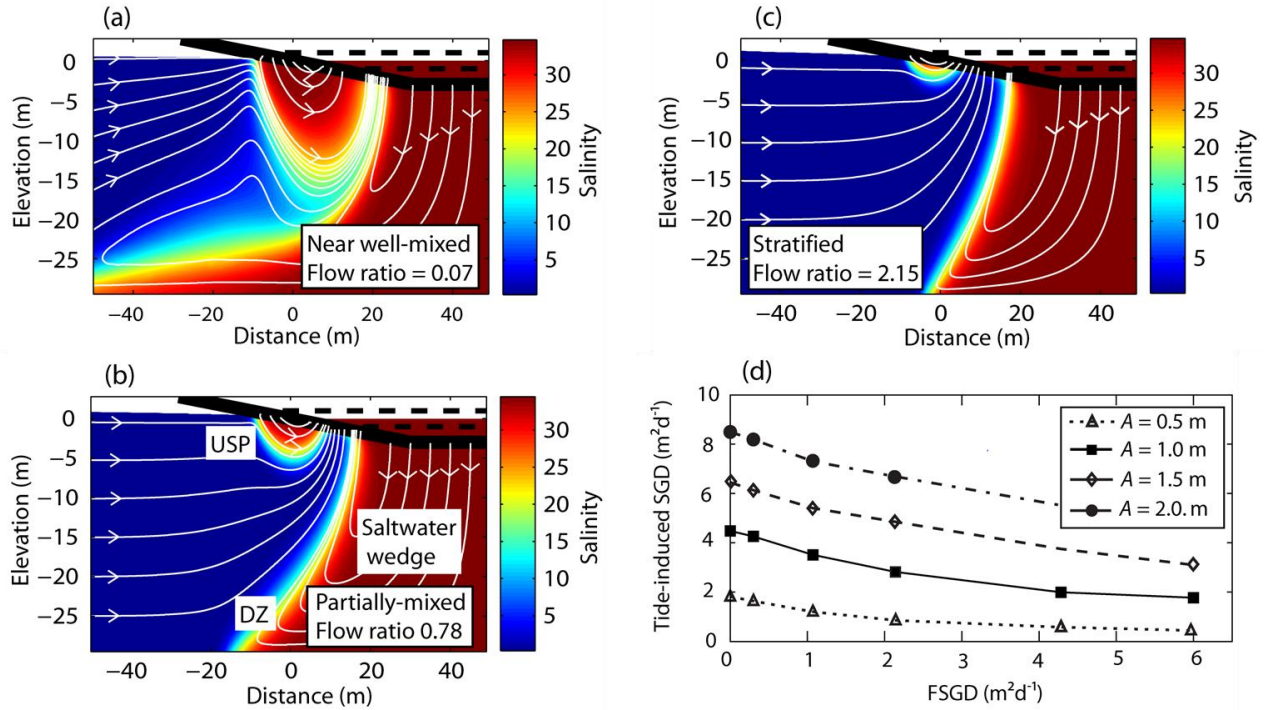 (a)
0
−5
−10
−15
−20
−25
Elevation (m)
−40
−20
0
20
40
Distance (m)
Near well-mixed
Flow ratio = 0.07
30
25
20
15
10
5
Salinity
(b)
0
−5
−10
−15
−20
−25
Elevation (m)
−40
−20
0
20
40
Distance (m)
USP
Saltwater
wedge
DZ
Partially-mixed
Flow ratio 0.78
30
25
20
15
10
5
Salinity
(c)
0
−5
−10
−15
−20
−25
Elevation (m)
−40
−20
0
20
40
Distance (m)
Stratified
Flow ratio = 2.15
30
25
20
15
10
5
Salinity
(d)
10
8
6
4
2
0
Tide-induced SGD (m²d⁻¹)
0
1
2
3
4
5
6
FSGD (m²d⁻¹)
A = 0.5 m
A = 1.0 m
A = 1.5 m
A = 2.0. m